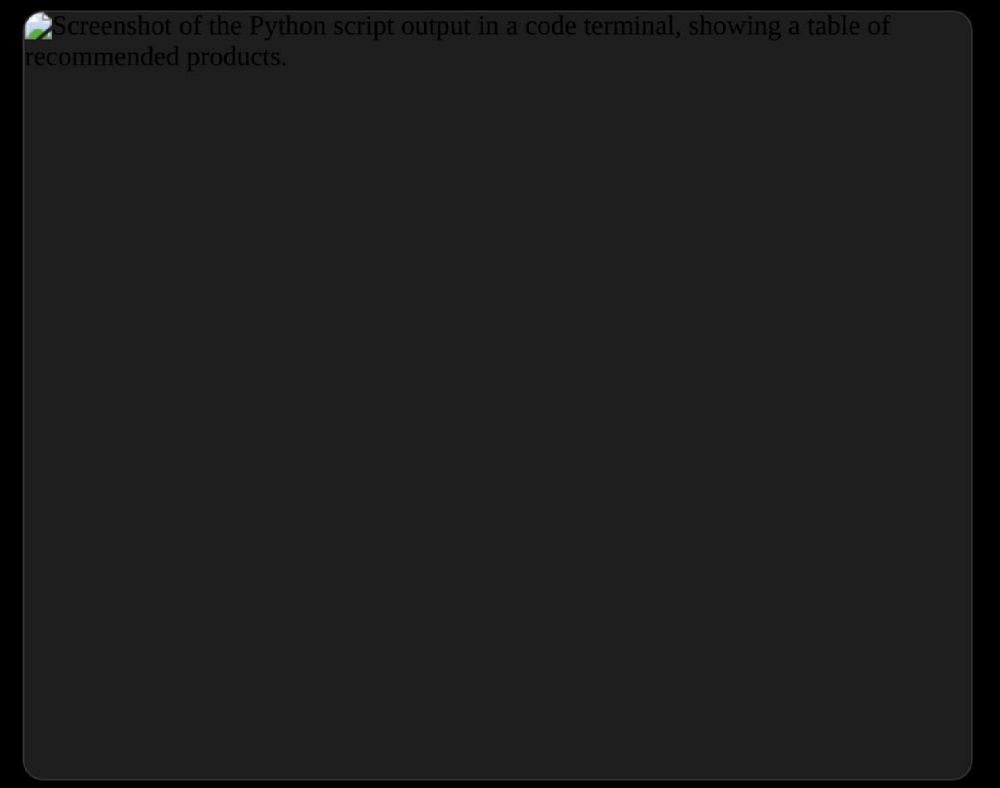 Screenshot of the Python script output in a code terminal, showing a table of
recommended products.